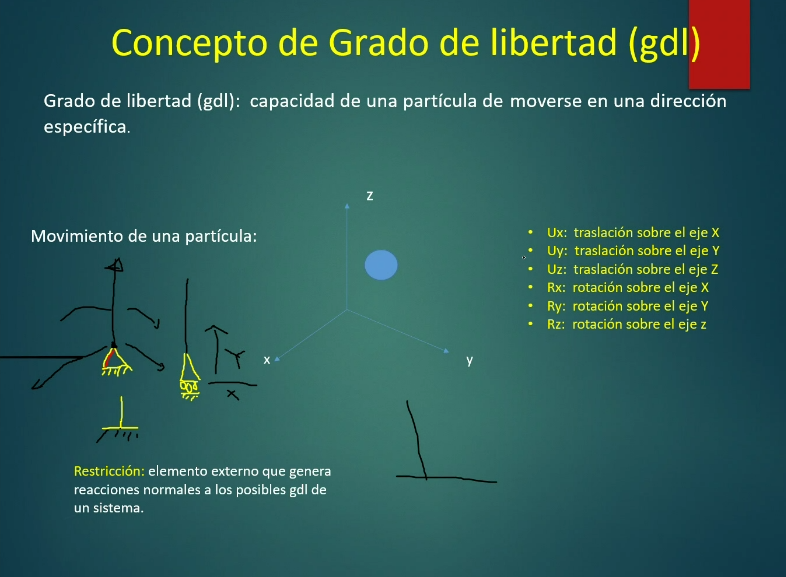 Concepto de Grado de libertad (gdl)
Grado de libertad (gdl): capacidad de una partícula de moverse en una dirección
específica.
z
Movimiento de una partícula:
• Ux: traslación sobre el eje X
• Uy: traslación sobre el eje Y
• Uz: traslación sobre el eje Z
• Rx: rotación sobre el eje X
• Ry: rotación sobre el eje Y
• Rz: rotación sobre el eje z
x
y
Y
x
Restricción: elemento externo que genera
reacciones normales a los posibles gdl de
un sistema.